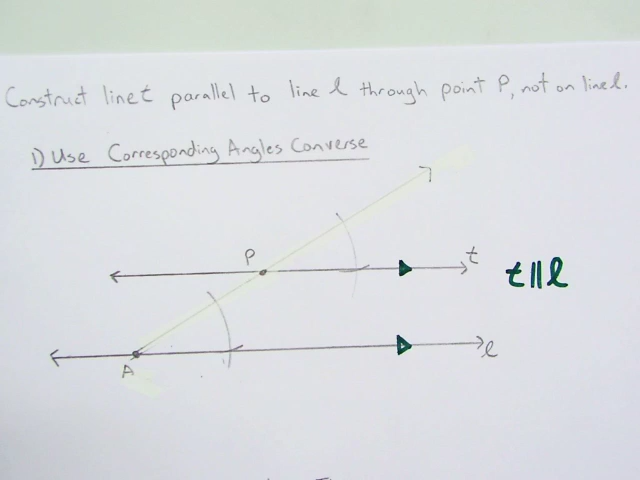 Construct line t parallel to line l through point P, not on line l.
1) Use Corresponding Angles Converse
P
t
t || l
l
A